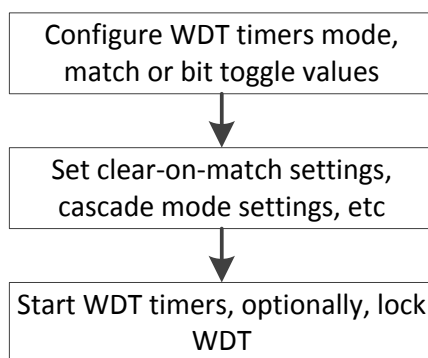 Configure WDT timers mode,
match or bit toggle values
Set clear-on-match settings,
cascade mode settings, etc
Start WDT timers, optionally, lock
WDT